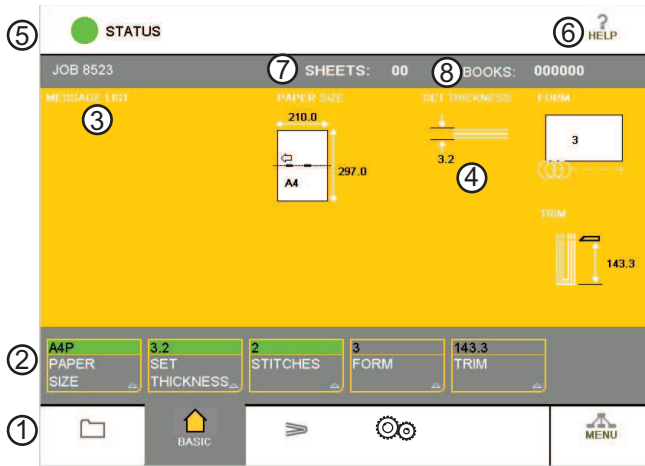 5 STATUS 6 ? HELP
JOB 8523 7 SHEETS: 00 8 BOOKS: 000000
MESSAGE LIST PAPER SIZE SET THICKNESS FORM
3
210.0
3
3.2
297.0
4
A4
TRIM
143.3
2
A4P 3.2 2 3 143.3
PAPER SET STITCHES FORM TRIM
SIZE THICKNESS
1
BASIC MENU